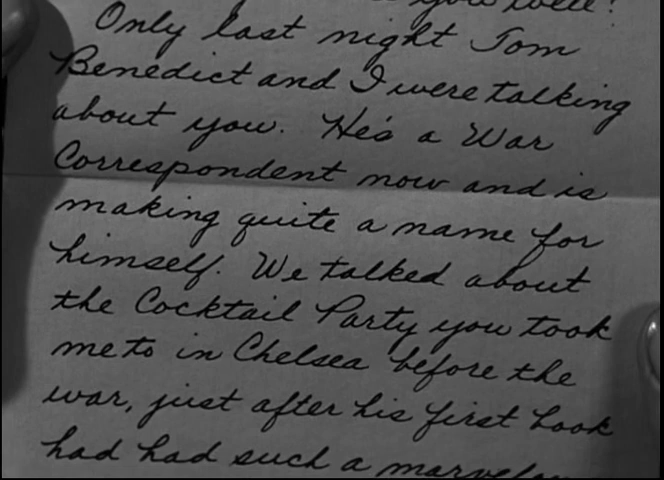 you well!
Only last night Tom
Benedict and I were talking
about you. He's a War
Correspondent now and is
making quite a name for
himself. We talked about
the Cocktail Party you took
me to in Chelsea before the
war, just after his first book
had had such a